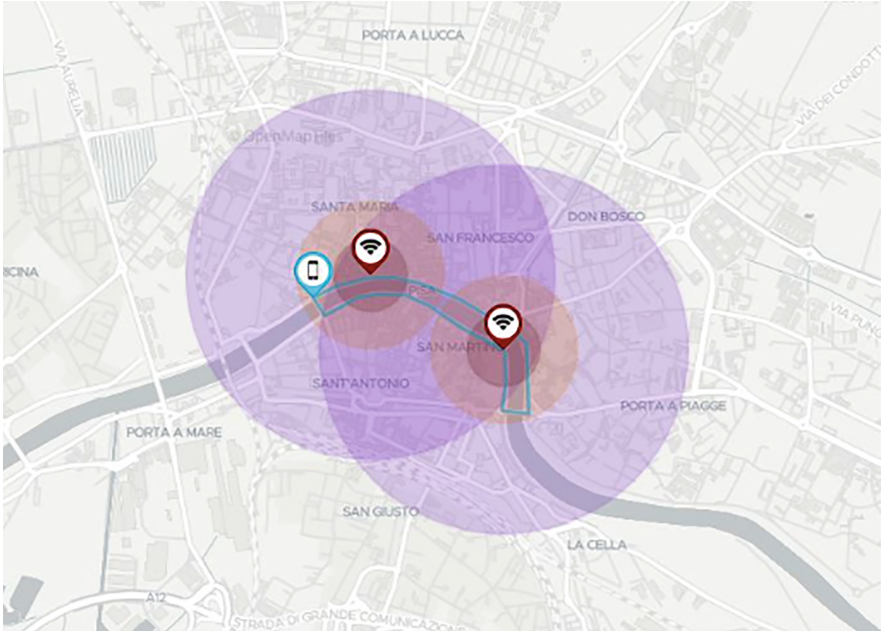 PORTA A LUCCA
VIA AURELIA
VIA DEI CONDOTTI
© OpenMapTiles
SANTA MARIA
DON BOSCO
SAN FRANCESCO
RICINA
PISA
VIA PUNG
SAN MARTINO
SANT'ANTONIO
PORTA A PIAGGE
PORTA A MARE
SAN GIUSTO
LA CELLA
A12
STRADA DI GRANDE COMUNICAZIONE